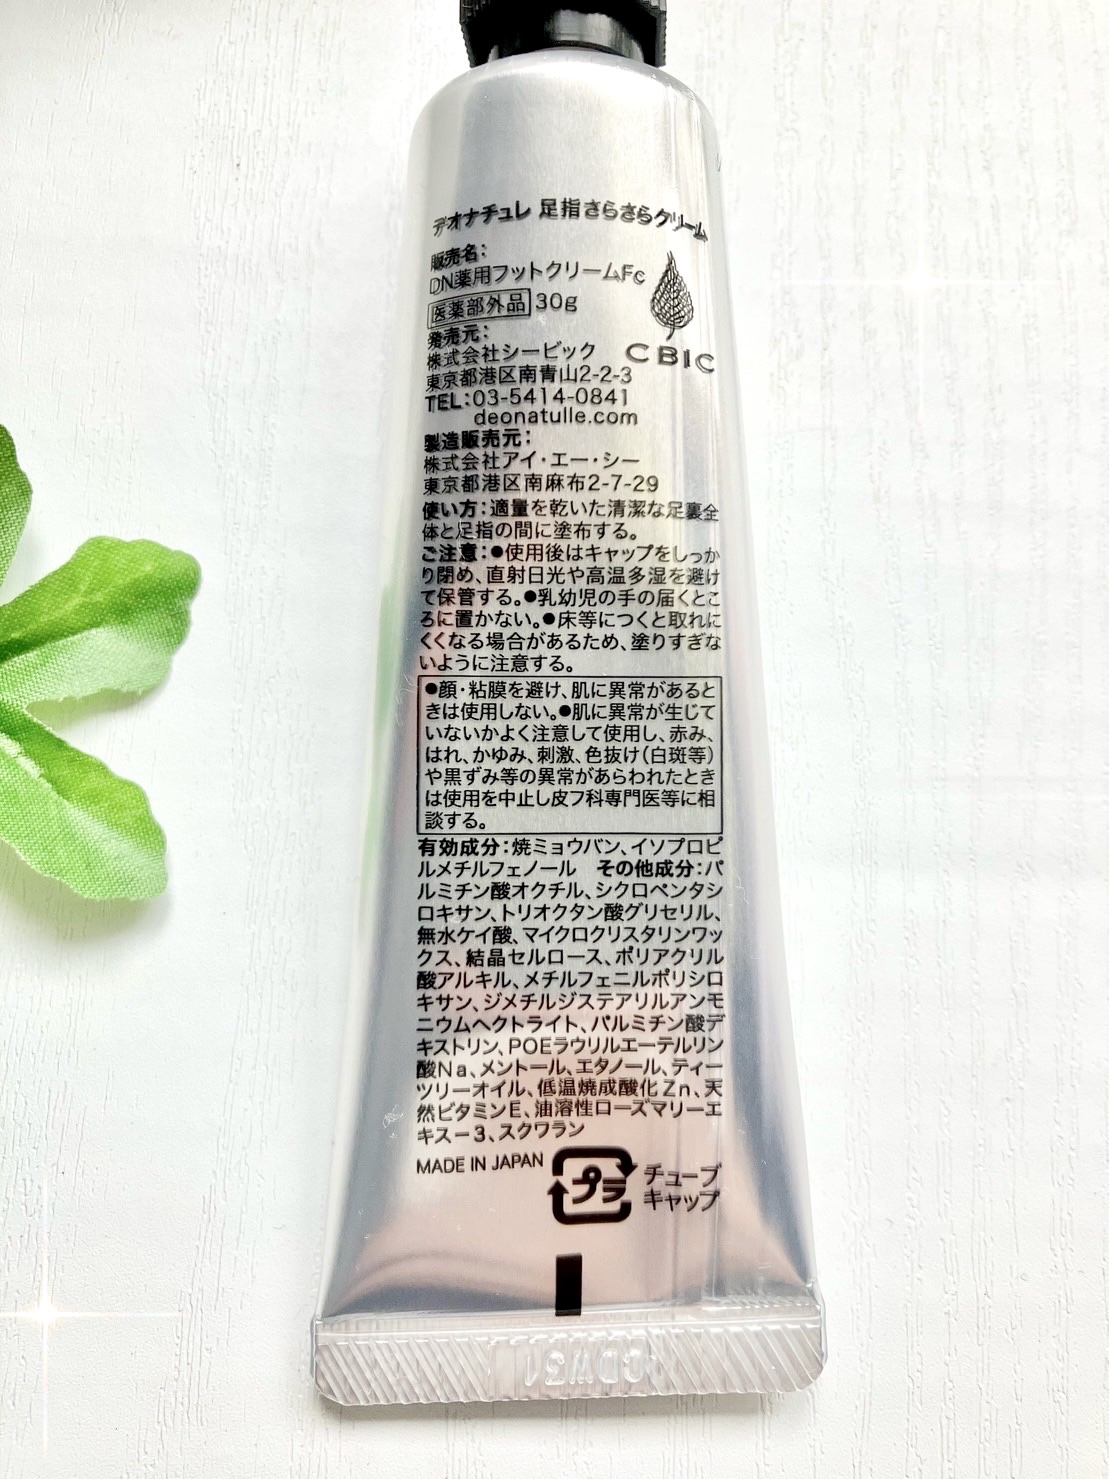 デオナチュレ 足指さらさらクリーム
販売名：
DN薬用フットクリームFc
医薬部外品 30g
発売元：
株式会社シービック
CBIC
東京都港区南青山2-2-3
TEL：03-5414-0841
deonatulle.com
製造販売元：
株式会社アイ・エー・シー
東京都港区南麻布2-7-29
使い方：適量を乾いた清潔な足裏全
体と足指の間に塗布する。
ご注意：●使用後はキャップをしっか
り閉め、直射日光や高温多湿を避け
て保管する。●乳幼児の手の届くとこ
ろに置かない。●床等につくと取れに
くくなる場合があるため、塗りすぎな
いように注意する。
●顔・粘膜を避け、肌に異常があると
きは使用しない。●肌に異常が生じて
いないかよく注意して使用し、赤み、
はれ、かゆみ、刺激、色抜け（白斑等）
や黒ずみ等の異常があらわれたとき
は使用を中止し皮フ科専門医等に相
談する。
有効成分：焼ミョウバン、イソプロピ
ルメチルフェノール　その他成分：パ
ルミチン酸オクチル、シクロペンタシ
ロキサン、トリオクタン酸グリセリル、
無水ケイ酸、マイクロクリスタリンワッ
クス、結晶セルロース、ポリアクリル
酸アルキル、メチルフェニルポリシロ
キサン、ジメチルジステアリルアンモ
ニウムヘクトライト、パルミチン酸デ
キストリン、POEラウリルエーテルリン
酸Na、メントール、エタノール、ティー
ツリーオイル、低温焼成酸化Zn、天
然ビタミンE、油溶性ローズマリーエ
キスー3、スクワラン
MADE IN JAPAN
プラ
チューブ
キャップ